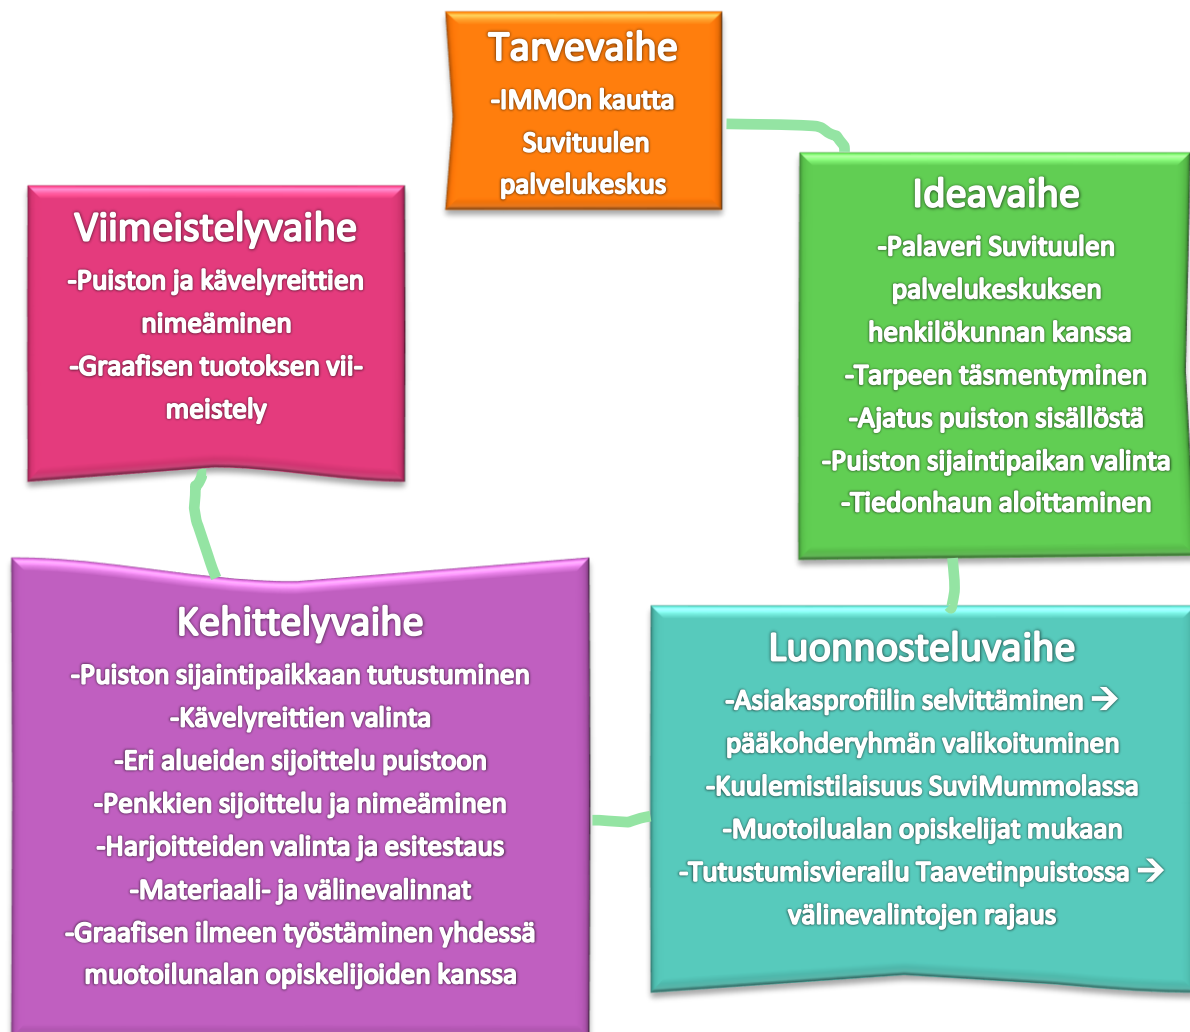 Tarvevaihe
-IMMOn kautta
Suvituulen
palvelukeskus
Ideavaihe
-Palaveri Suvituulen
palvelukeskuksen
henkilökunnan kanssa
-Tarpeen täsmentyminen
-Ajatus puiston sisällöstä
-Puiston sijaintipaikan valinta
-Tiedonhaun aloittaminen
Luonnosteluvaihe
-Asiakasprofiilin selvittäminen →
pääkohderyhmän valikoituminen
-Kuulemistilaisuus SuviMummolassa
-Muotoilualan opiskelijat mukaan
-Tutustumisvierailu Taavetinpuistossa →
välinevalintojen rajaus
Kehittelyvaihe
-Puiston sijaintipaikkaan tutustuminen
-Kävelyreittien valinta
-Eri alueiden sijoittelu puistoon
-Penkkien sijoittelu ja nimeäminen
-Harjoitteiden valinta ja esitestaus
-Materiaali- ja välinevalinnat
-Graafisen ilmeen työstäminen yhdessä
muotoilunalan opiskelijoiden kanssa
Viimeistelyvaihe
-Puiston ja kävelyreittien
nimeäminen
-Graafisen tuotoksen vii-
meistely